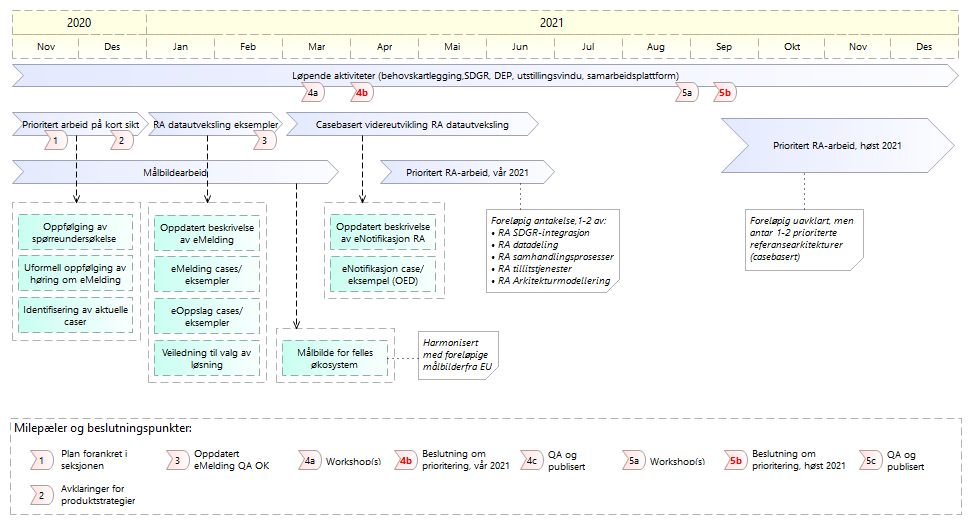 2020
2021
Nov
Des
Jan
Feb
Mar
Apr
Mai
Jun
Jul
Aug
Sep
Okt
Nov
Des
Løpende aktiviteter (behovskartlegging,SDGR, DEP, utstillingsvindu, samarbeidsplattform)
4a
4b
5a
5b
Prioritert arbeid på kort sikt
RA datautveksling eksempler
Casebasert videreutvikling RA datautveksling
1
2
3
Prioritert RA-arbeid, høst 2021
Målbildearbeid
Prioritert RA-arbeid, vår 2021
Oppfølging av
spørreundersøkelse
Uformell oppfølging av
høring om eMelding
Identifisering av aktuelle
caser
Oppdatert beskrivelse
av eMelding
eMelding cases/
eksempler
eOppslag cases/
eksempler
Veiledning til valg av
løsning
Oppdatert beskrivelse
av eNotifikasjon RA
eNotifikasjon case/
eksempel (OED)
Foreløpig antakelse,1-2 av:
• RA SDGR-integrasjon
• RA datadeling
• RA samhandlingsprosesser
• RA tillitstjenester
• RA Arkitekturmodellering
Foreløpig uavklart, men
antar 1-2 prioriterte
referansearkitekturer
(casebasert)
Målbilde for felles
økosystem
Harmonisert
med foreløpige
målbilderfra EU
Milepæler og beslutningspunkter:
1
Plan forankret i
seksjonen
3
Oppdatert
eMelding QA OK
4a
Workshop(s)
4b
Beslutning om
prioritering, vår 2021
4c
QA og
publisert
5a
Workshop(s)
5b
Beslutning om
prioritering, høst 2021
5c
QA og
publisert
2
Avklaringer for
produktstrategier